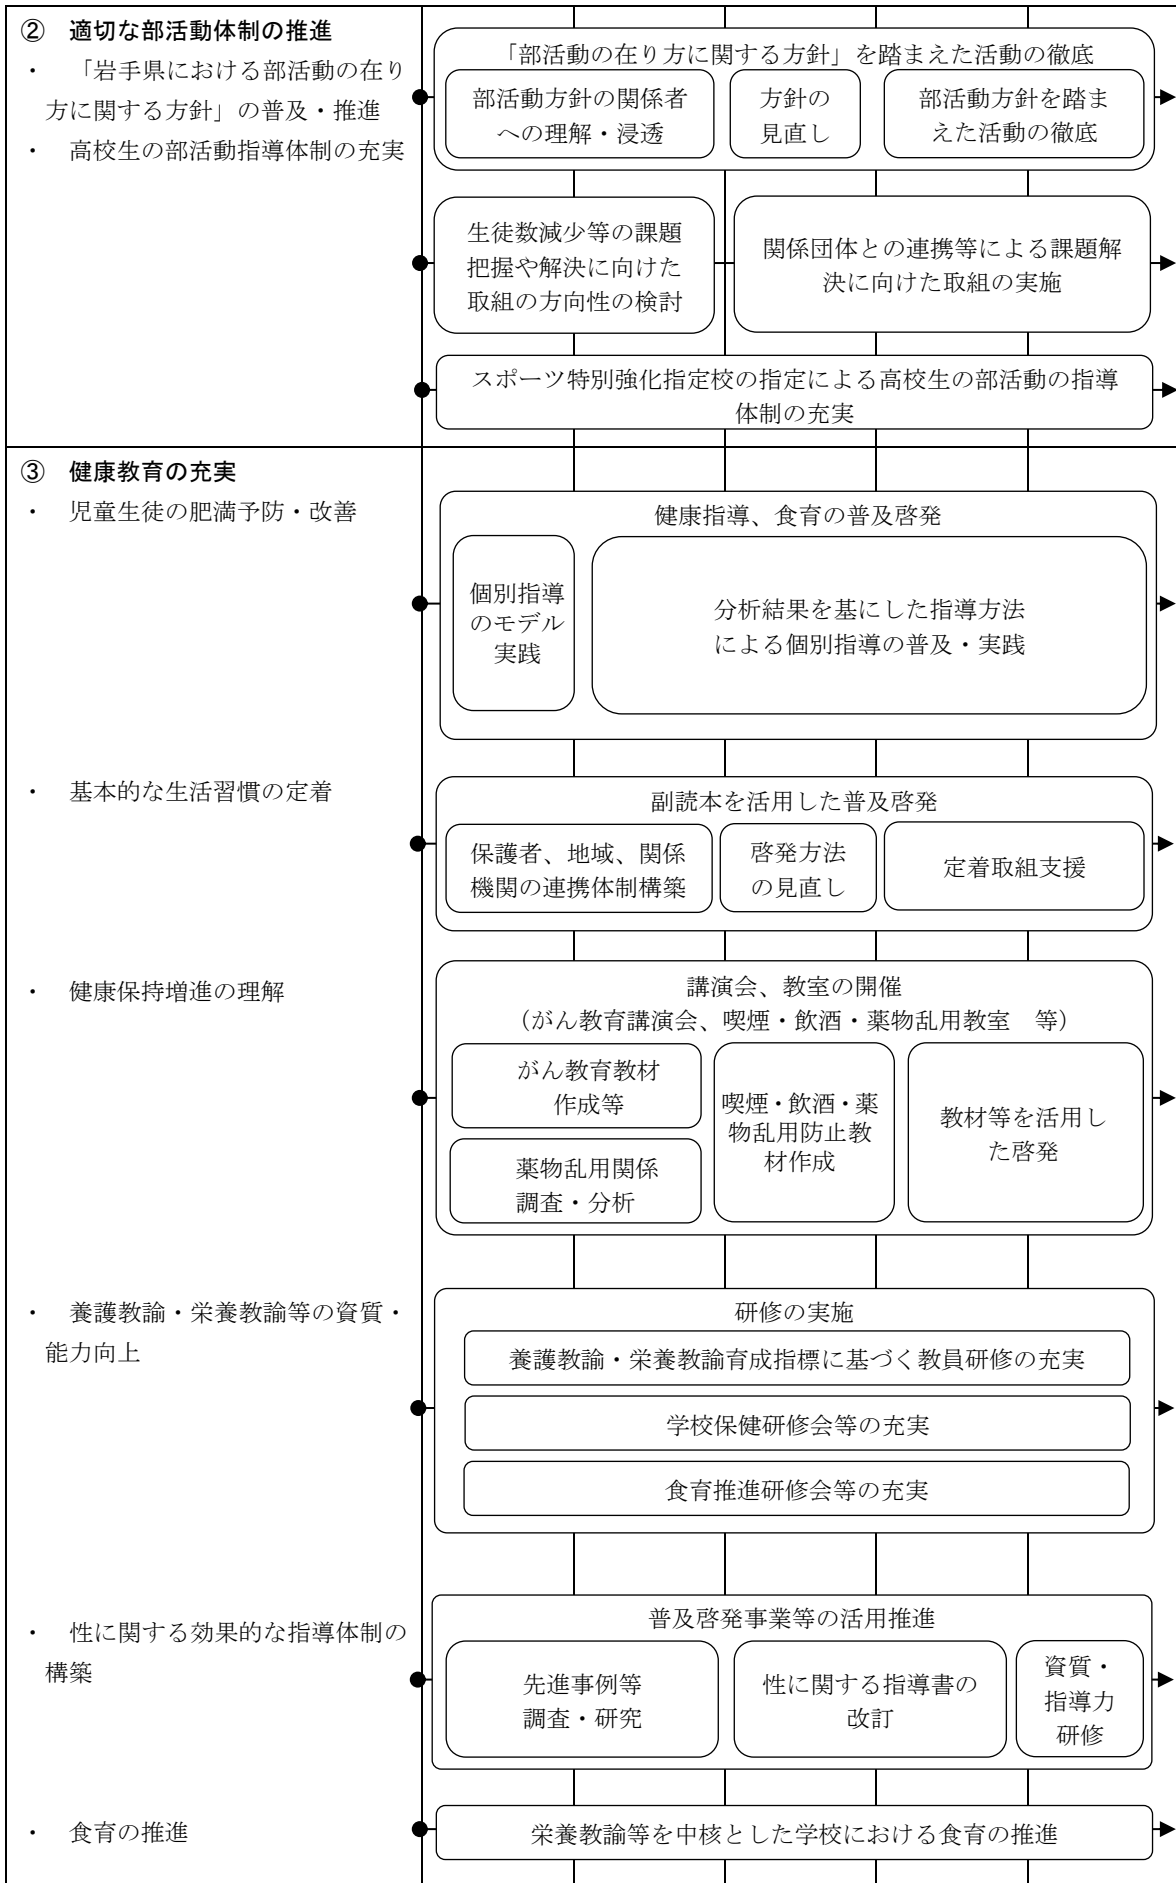 ② 適切な部活動体制の推進
・ 「岩手県における部活動の在り
方に関する方針」の普及・推進
・ 高校生の部活動指導体制の充実
「部活動の在り方に関する方針」を踏まえた活動の徹底
部活動方針の関係者
への理解・浸透
方針の
見直し
部活動方針を踏ま
えた活動の徹底
生徒数減少等の課題
把握や解決に向けた
取組の方向性の検討
関係団体との連携等による課題解
決に向けた取組の実施
スポーツ特別強化指定校の指定による高校生の部活動の指導
体制の充実
③ 健康教育の充実
・ 児童生徒の肥満予防・改善
健康指導、食育の普及啓発
個別指導
のモデル
実践
分析結果を基にした指導方法
による個別指導の普及・実践
・ 基本的な生活習慣の定着
副読本を活用した普及啓発
保護者、地域、関係
機関の連携体制構築
啓発方法
の見直し
定着取組支援
・ 健康保持増進の理解
講演会、教室の開催
（がん教育講演会、喫煙・飲酒・薬物乱用教室 等）
がん教育教材
作成等
薬物乱用関係
調査・分析
喫煙・飲酒・薬
物乱用防止教
材作成
教材等を活用し
た啓発
・ 養護教諭・栄養教諭等の資質・
能力向上
研修の実施
養護教諭・栄養教諭育成指標に基づく教員研修の充実
学校保健研修会等の充実
食育推進研修会等の充実
・ 性に関する効果的な指導体制の
構築
普及啓発事業等の活用推進
先進事例等
調査・研究
性に関する指導書の
改訂
資質・
指導力
研修
・ 食育の推進
栄養教諭等を中核とした学校における食育の推進